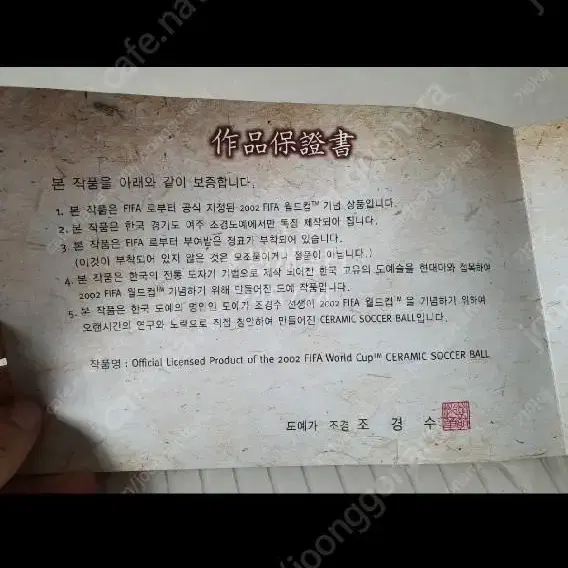 作品保證書
본 작품을 아래와 같이 보증합니다.
1. 본 작품은 FIFA 로부터 공식 지정된 2002 FIFA 월드컵™ 기념 상품입니다.
2. 본 작품은 한국 경기도 여주 조경도예에서만 독점 제작되어 집니다.
3. 본 작품은 FIFA 로부터 부여받은 정표가 부착되어 있습니다.
(이것이 부착되어 있지 않은 것은 모조품이거나 정품이 아닙니다.)
4. 본 작품은 한국의 전통 도자기 기법으로 제작 되어진 한국 고유의 도예술을 현대미와 접목하여
2002 FIFA 월드컵™ 기념하기 위해 만들어진 도예 작품입니다.
5. 본 작품은 한국 도예의 명인인 도예가 조경수 선생이 2002 FIFA 월드컵™을 기념하기 위하여
오랜시간의 연구와 노력으로 직접 창안하여 만들어진 CERAMIC SOCCER BALL입니다.
작품명 : Official Licensed Product of the 2002 FIFA World Cup™ CERAMIC SOCCER BALL
도예가 조경 조 경 수